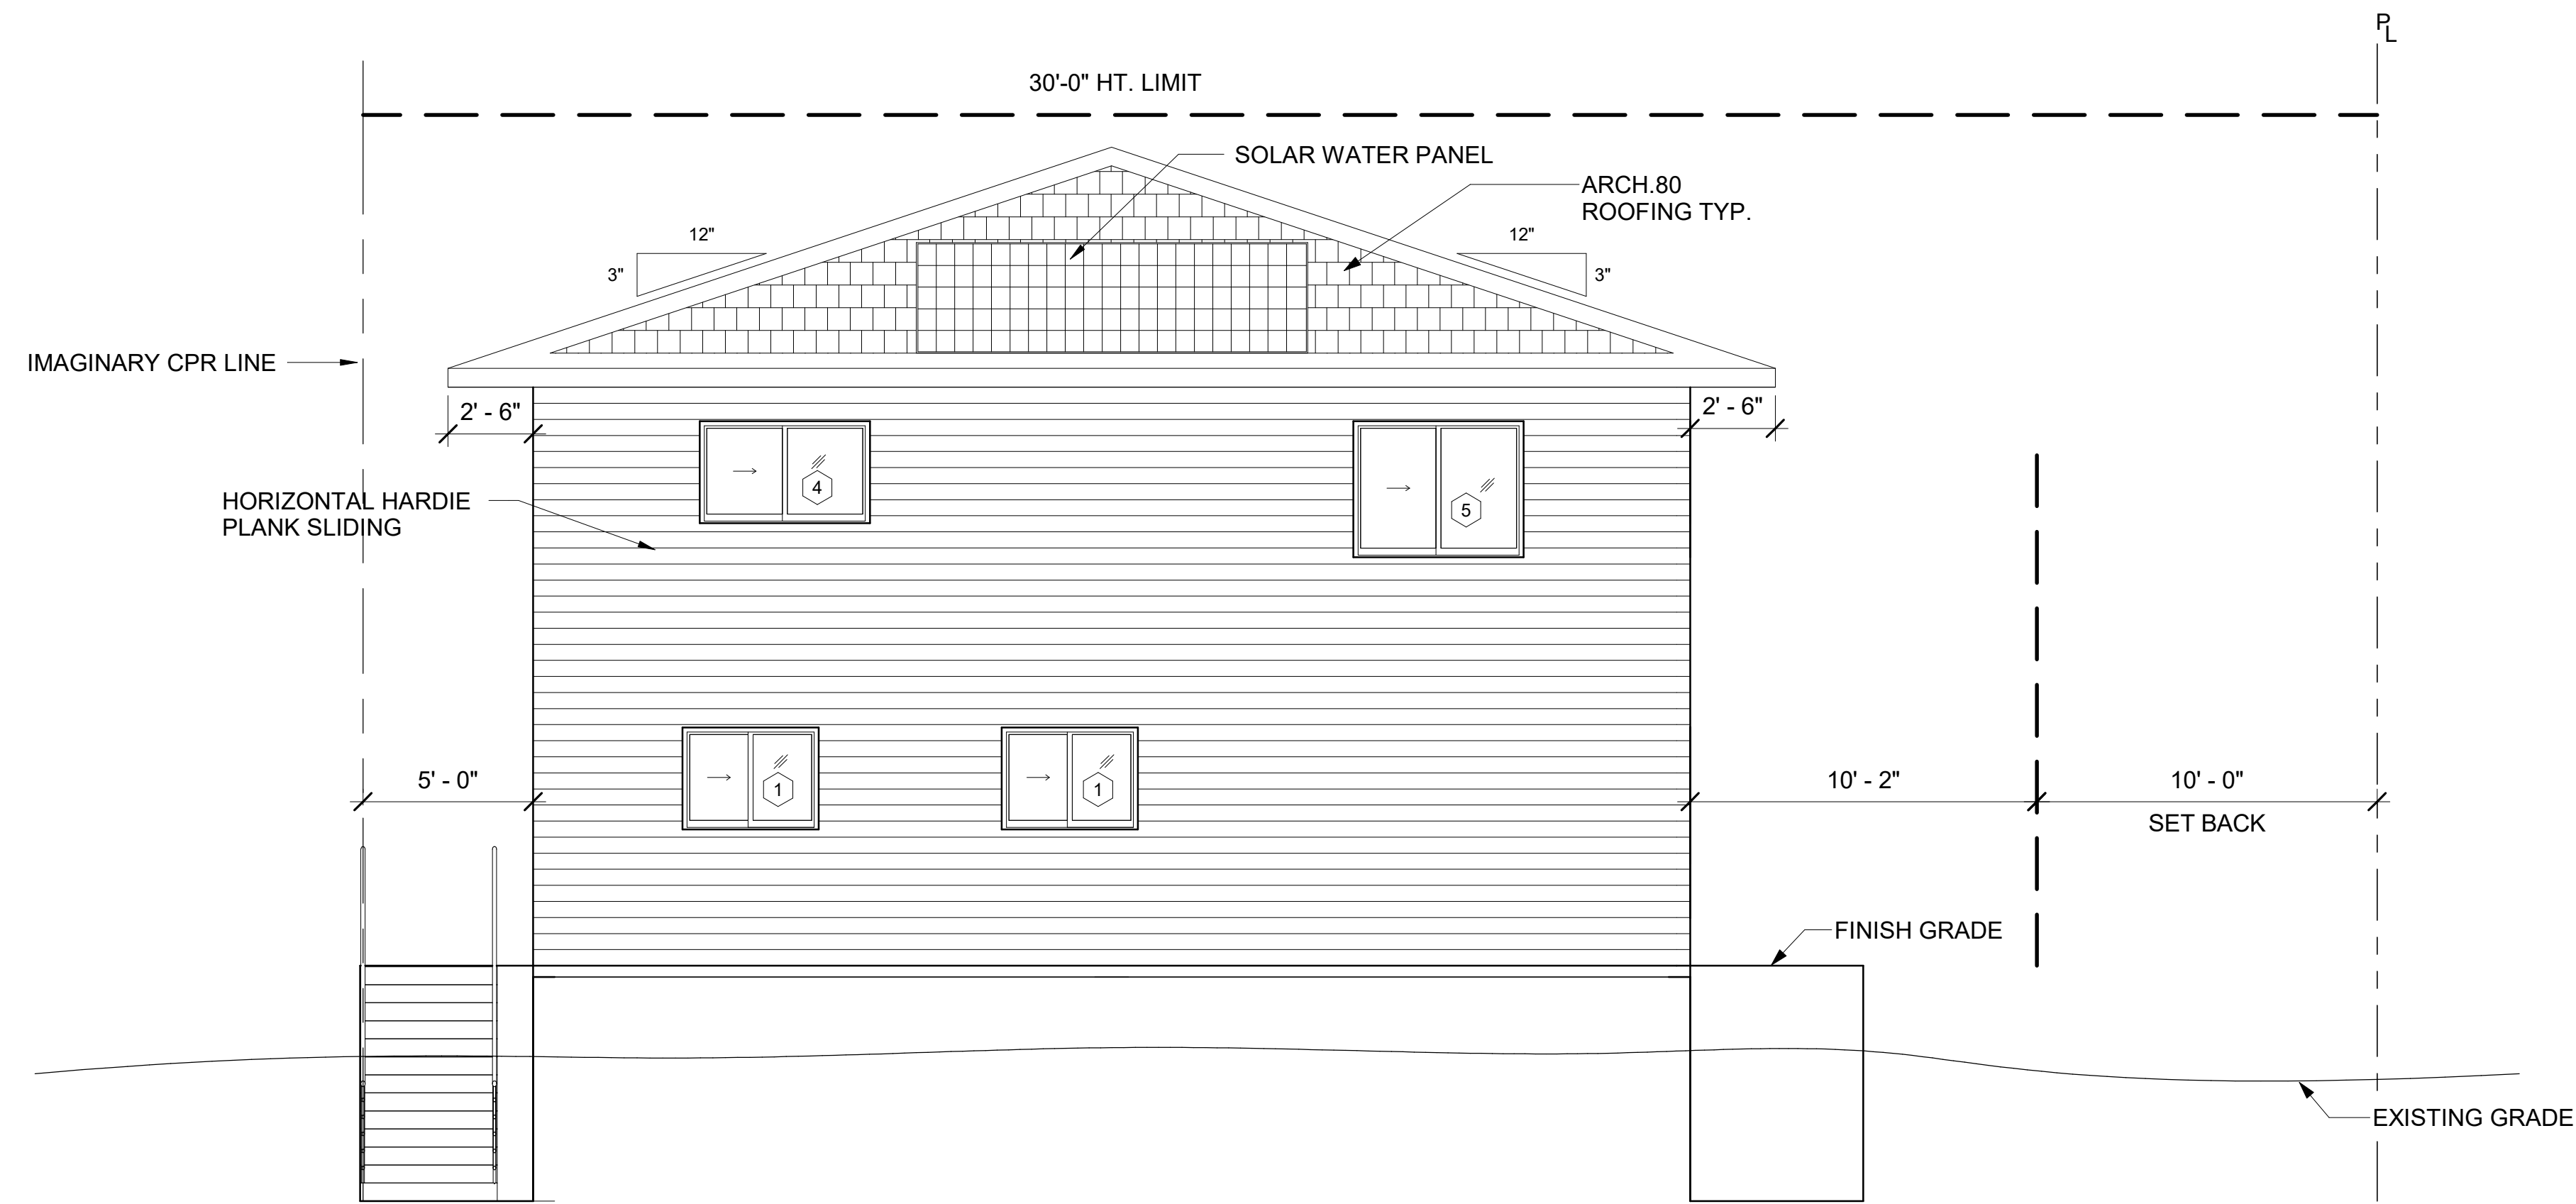 PL
30'-0" HT. LIMIT
SOLAR WATER PANEL
ARCH.80
ROOFING TYP.
12"
3"
12"
3"
IMAGINARY CPR LINE
2' - 6"
2' - 6"
4
5
HORIZONTAL HARDIE
PLANK SLIDING
5' - 0"
1
1
10' - 2"
10' - 0"
SET BACK
FINISH GRADE
EXISTING GRADE